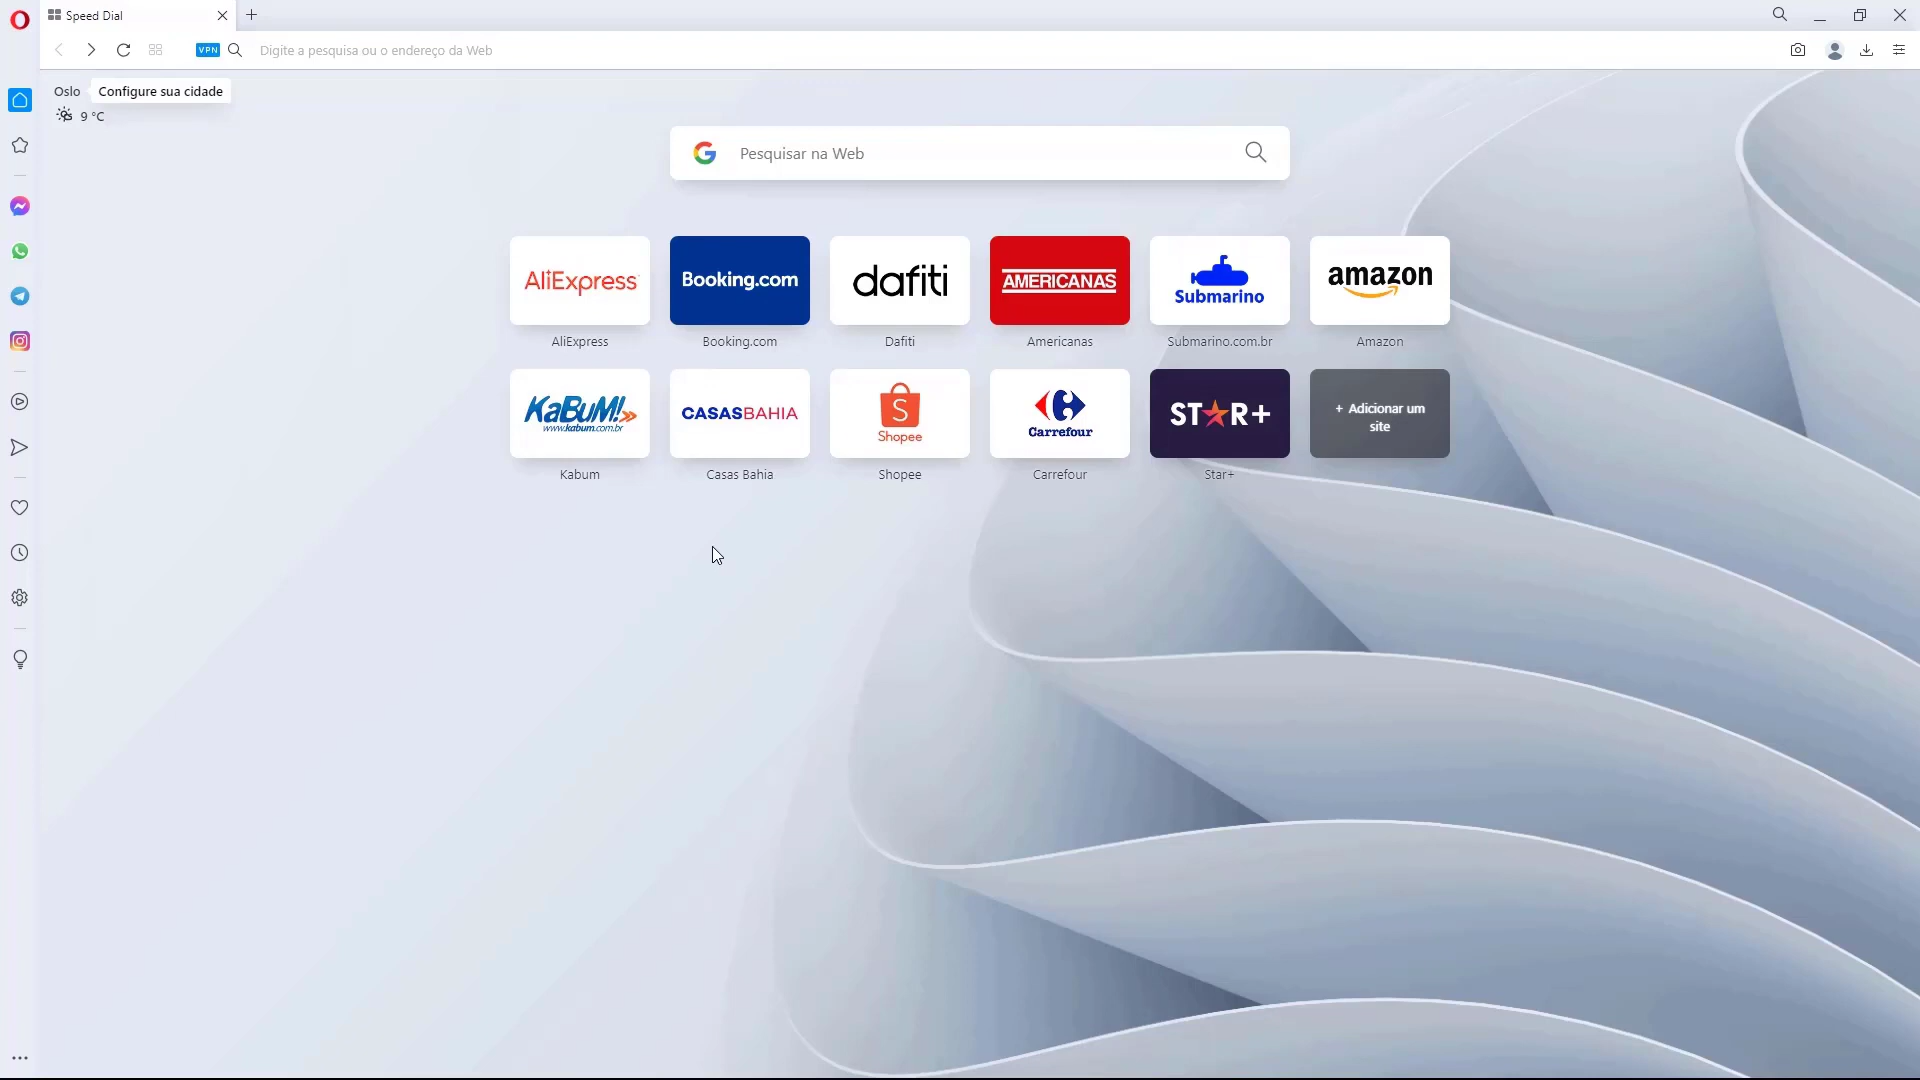 Speed Dial
VPN
Digite a pesquisa ou o endereço da Web
Oslo
Configure sua cidade
9 °C
Pesquisar na Web
AliExpress
Booking.com
dafiti
AMERICANAS
Submarino
amazon
AliExpress
Booking.com
Dafiti
Americanas
Submarino.com.br
Amazon
KaBuM!
www.kabum.com.br
CASASBAHIA
S
Shopee
Carrefour
STAR+
+ Adicionar um
site
Kabum
Casas Bahia
Shopee
Carrefour
Star+